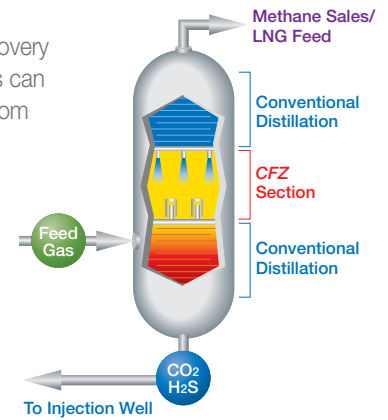 Methane Sales/
LNG Feed
overy
s can
om
Conventional
Distillation
CFZ
Section
Feed
Gas
Conventional
Distillation
CO₂
H₂S
To Injection Well